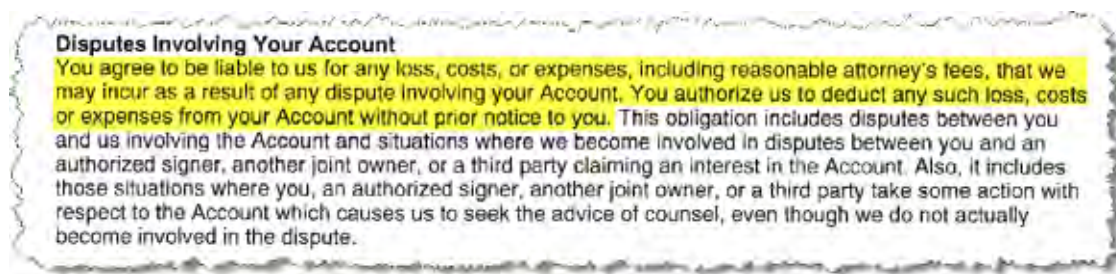 Disputes Involving Your Account
You agree to be liable to us for any loss, costs, or expenses, including reasonable attorney's fees, that we
may incur as a result of any dispute involving your Account. You authorize us to deduct any such loss, costs
or expenses from your Account without prior notice to you. This obligation includes disputes between you
and us involving the Account and situations where we become involved in disputes between you and an
authorized signer, another joint owner, or a third party claiming an interest in the Account. Also, it includes
those situations where you, an authorized signer, another joint owner, or a third party take some action with
respect to the Account which causes us to seek the advice of counsel, even though we do not actually
become involved in the dispute.